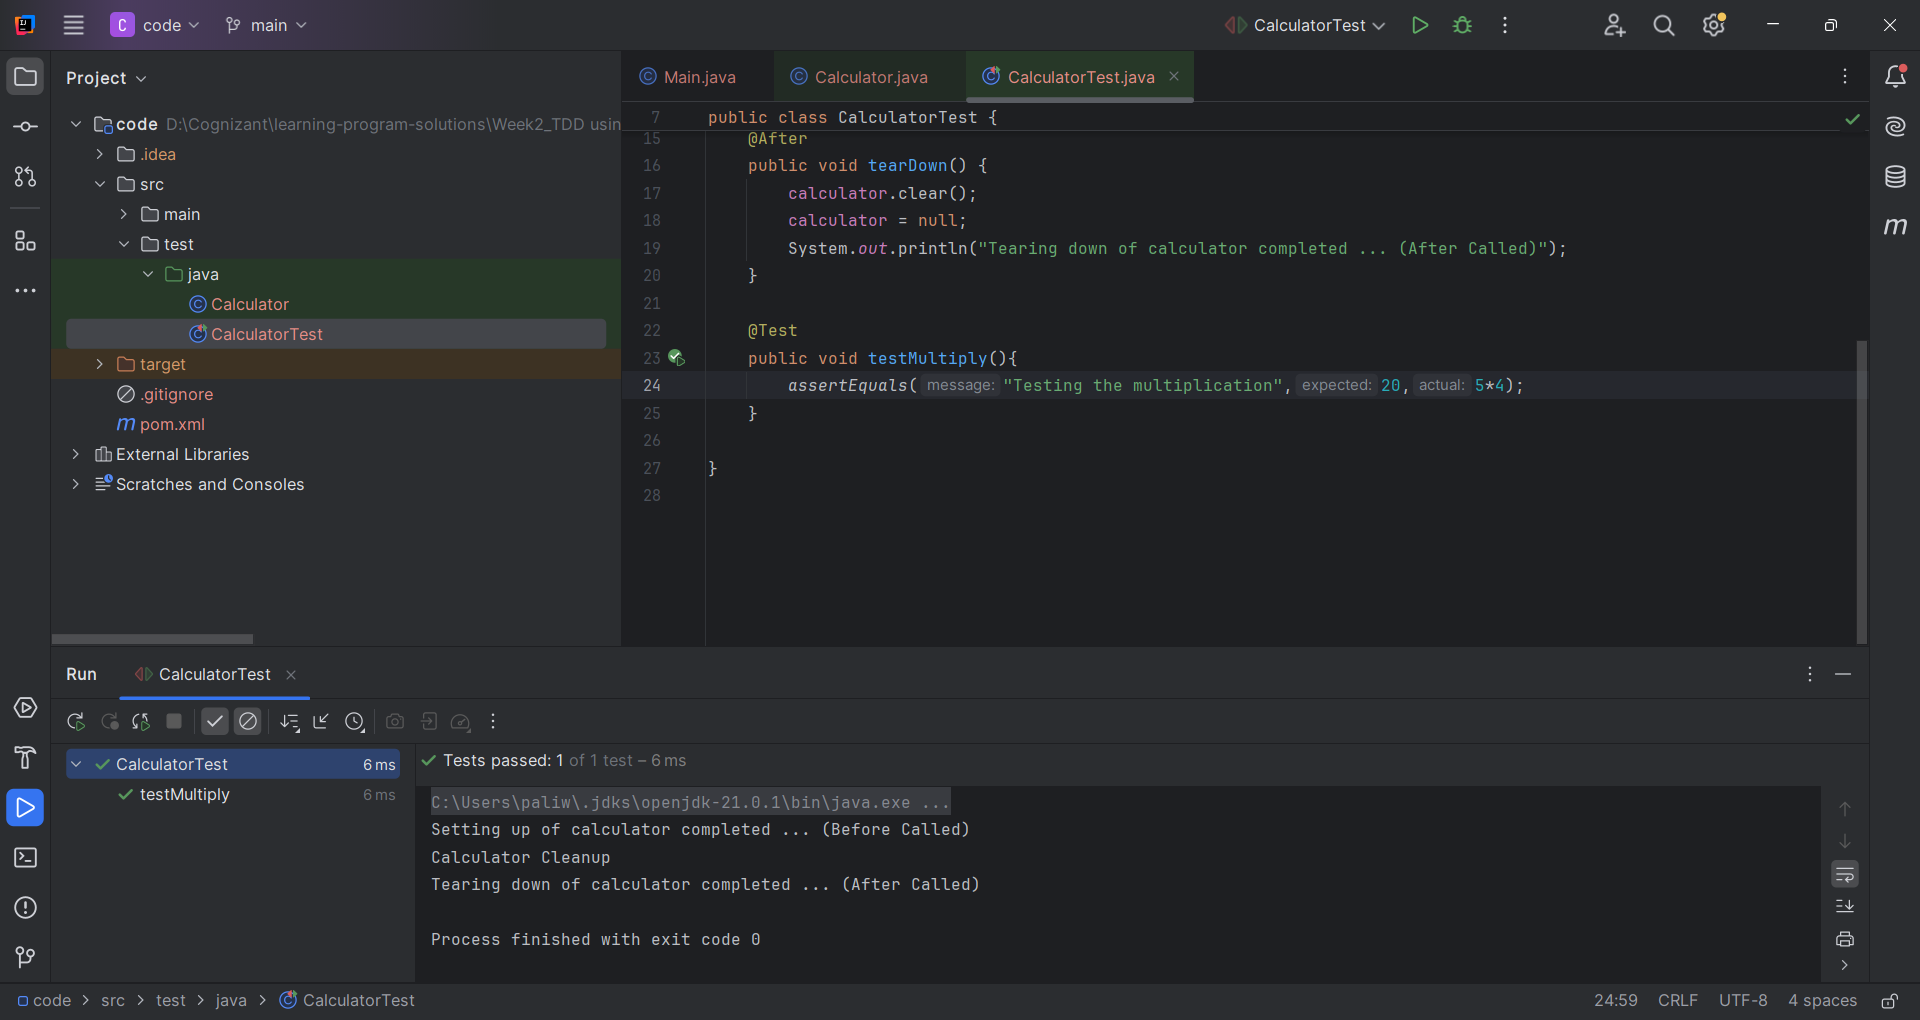 C code main CalculatorTest
Project
code D:\Cognizant\learning-program-solutions\Week2_TDD usin
.idea
src
main
test
java
Calculator
CalculatorTest
target
.gitignore
pom.xml
External Libraries
Scratches and Consoles
Main.java Calculator.java CalculatorTest.java
7 public class CalculatorTest {
15 @After
16 public void tearDown() {
17 calculator.clear();
18 calculator = null;
19 System.out.println("Tearing down of calculator completed ... (After Called)");
20 }
21
22 @Test
23 public void testMultiply(){
24 assertEquals( message: "Testing the multiplication", expected: 20, actual: 5*4);
25 }
26
27 }
28
Run CalculatorTest
CalculatorTest 6 ms
testMultiply 6 ms
Tests passed: 1 of 1 test – 6 ms
C:\Users\paliw\.jdks\openjdk-21.0.1\bin\java.exe ...
Setting up of calculator completed ... (Before Called)
Calculator Cleanup
Tearing down of calculator completed ... (After Called)
Process finished with exit code 0
code > src > test > java > CalculatorTest 24:59 CRLF UTF-8 4 spaces